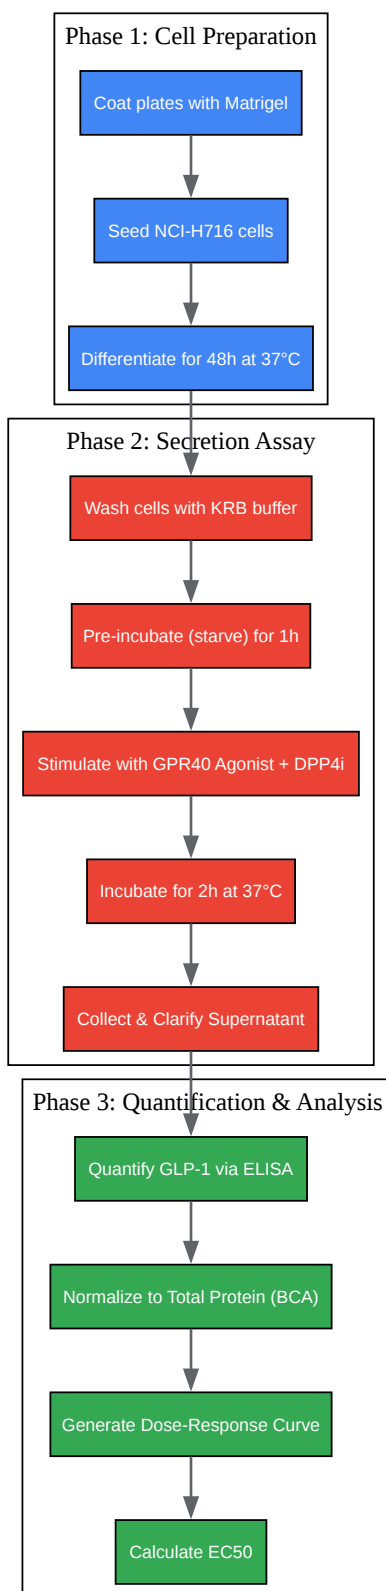 Phase 1: Cell Preparation
Coat plates with Matrigel
Seed NCI-H716 cells
Differentiate for 48h at 37°C
Phase 2: Secretion Assay
Wash cells with KRB buffer
Pre-incubate (starve) for 1h
Stimulate with GPR40 Agonist + DPP4i
Incubate for 2h at 37°C
Collect & Clarify Supernatant
Phase 3: Quantification & Analysis
Quantify GLP-1 via ELISA
Normalize to Total Protein (BCA)
Generate Dose-Response Curve
Calculate EC50